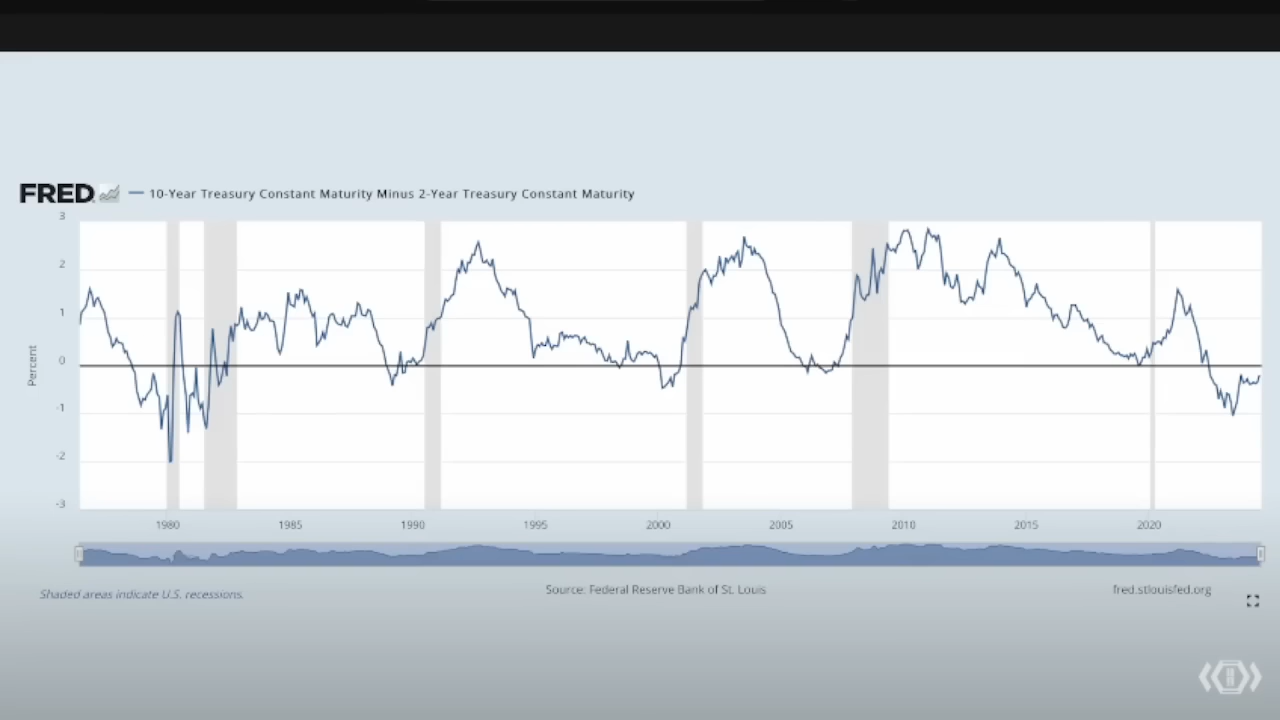 FRED
10-Year Treasury Constant Maturity Minus 2-Year Treasury Constant Maturity
3
2
1
0
-1
-2
-3
Percent
1980 1985 1990 1995 2000 2005 2010 2015 2020
Shaded areas indicate U.S. recessions.
Source: Federal Reserve Bank of St. Louis
fred.stlouisfed.org